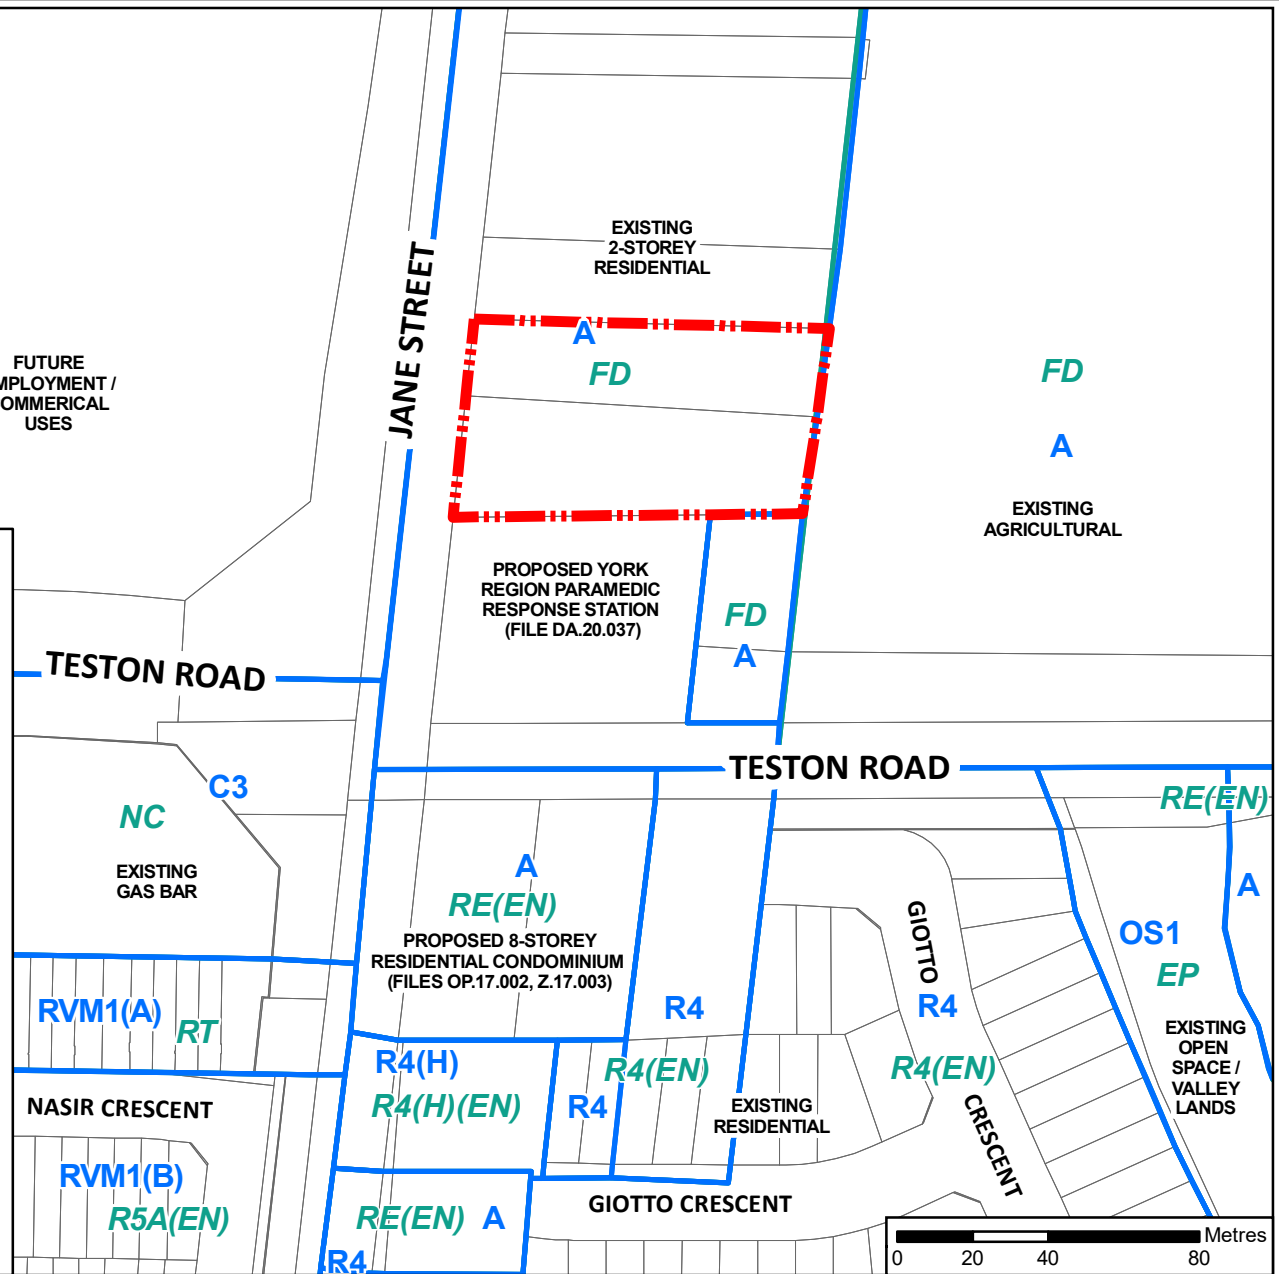 EXISTING
2-STOREY
RESIDENTIAL
JANE STREET
A
FD
FUTURE
MPLOYMENT /
OMMERICAL
USES
FD
A
EXISTING
AGRICULTURAL
PROPOSED YORK
REGION PARAMEDIC
RESPONSE STATION
(FILE DA.20.037)
FD
A
TESTON ROAD
TESTON ROAD
C3
NC
EXISTING
GAS BAR
RE(EN)
A
RE(EN)
PROPOSED 8-STOREY
RESIDENTIAL CONDOMINIUM
(FILES OP.17.002, Z.17.003)
GIOTTO
CRESCENT
A
OS1
EP
EXISTING
OPEN
SPACE /
VALLEY
LANDS
RVM1(A)
RT
R4
R4
R4(EN)
R4(H)
R4(H)(EN)
R4
R4(EN)
EXISTING
RESIDENTIAL
NASIR CRESCENT
RVM1(B)
R5A(EN)
RE(EN)
A
R4
GIOTTO CRESCENT
Metres
0 20 40 80